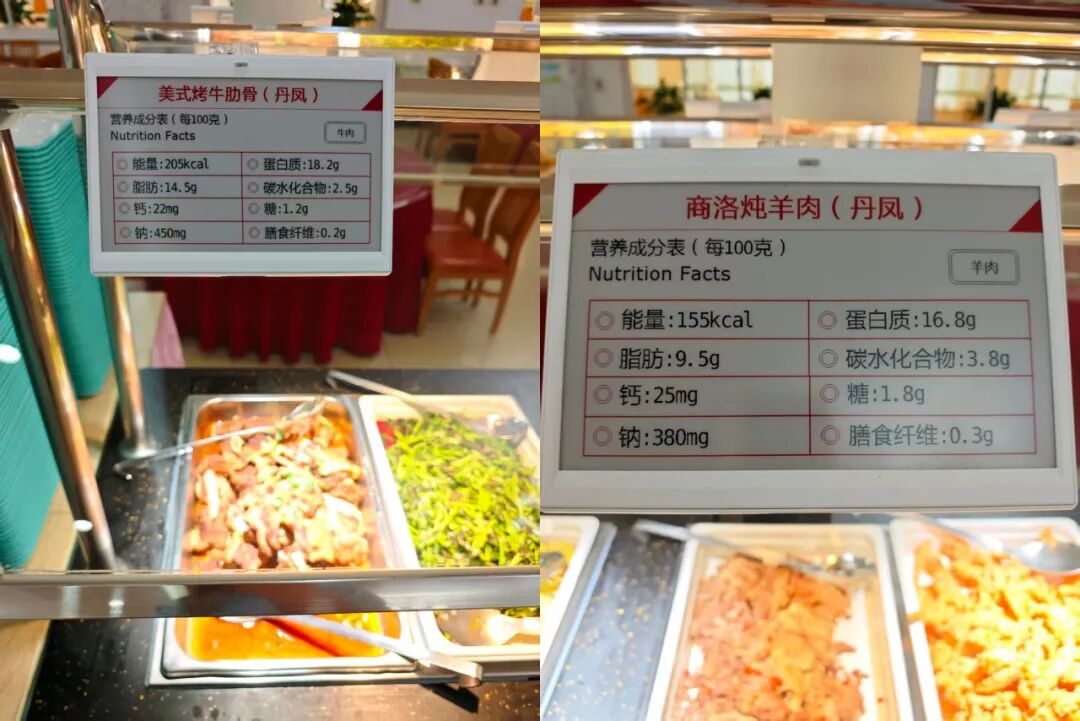 美式烤牛肋骨（丹凤）
营养成分表（每100克）
Nutrition Facts
牛肉
能量:205kcal
蛋白质:18.2g
脂肪:14.5g
碳水化合物:2.5g
钙:22mg
糖:1.2g
钠:450mg
膳食纤维:0.2g
商洛炖羊肉（丹凤）
营养成分表（每100克）
Nutrition Facts
羊肉
能量:155kcal
蛋白质:16.8g
脂肪:9.5g
碳水化合物:3.8g
钙:25mg
糖:1.8g
钠:380mg
膳食纤维:0.3g